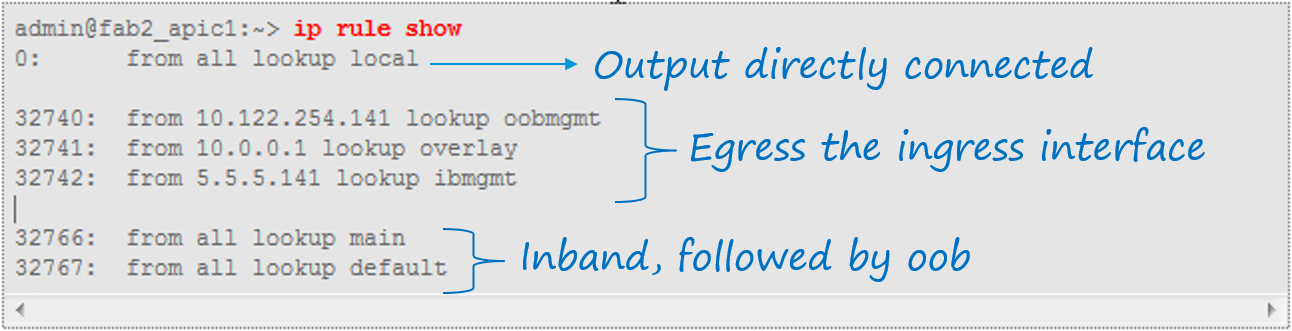 admin@fab2_apic1:~> ip rule show
0: from all lookup local
Output directly connected
32740: from 10.122.254.141 lookup oobmgmt
32741: from 10.0.0.1 lookup overlay
32742: from 5.5.5.141 lookup ibmgmt
Egress the ingress interface
32766: from all lookup main
32767: from all lookup default
Inband, followed by oob